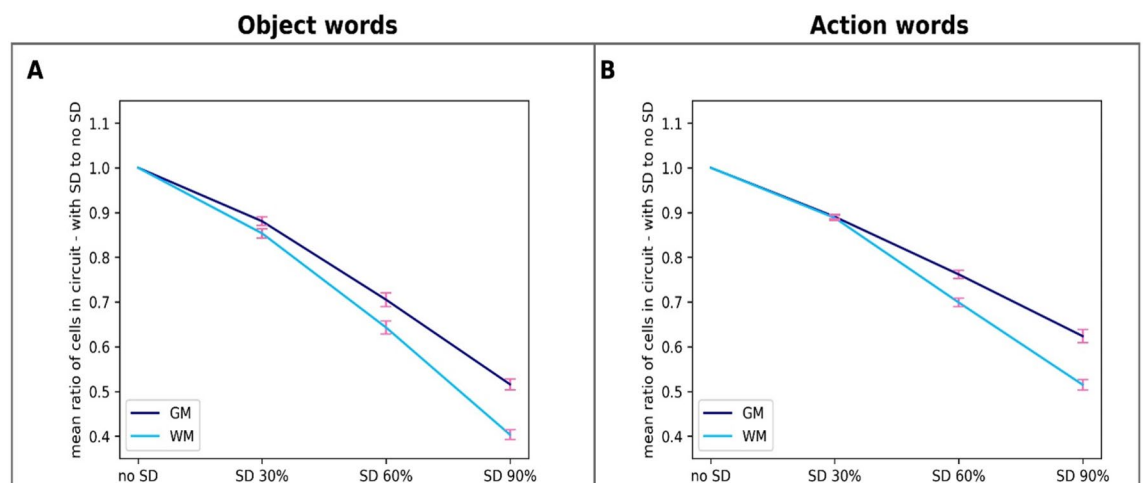 Object words
Action words
A
mean ratio of cells in circuit - with SD to no SD
1.1
1.0
0.9
0.8
0.7
0.6
0.5
0.4
GM
WM
no SD SD 30% SD 60% SD 90%
B
mean ratio of cells in circuit - with SD to no SD
1.1
1.0
0.9
0.8
0.7
0.6
0.5
0.4
GM
WM
no SD SD 30% SD 60% SD 90%